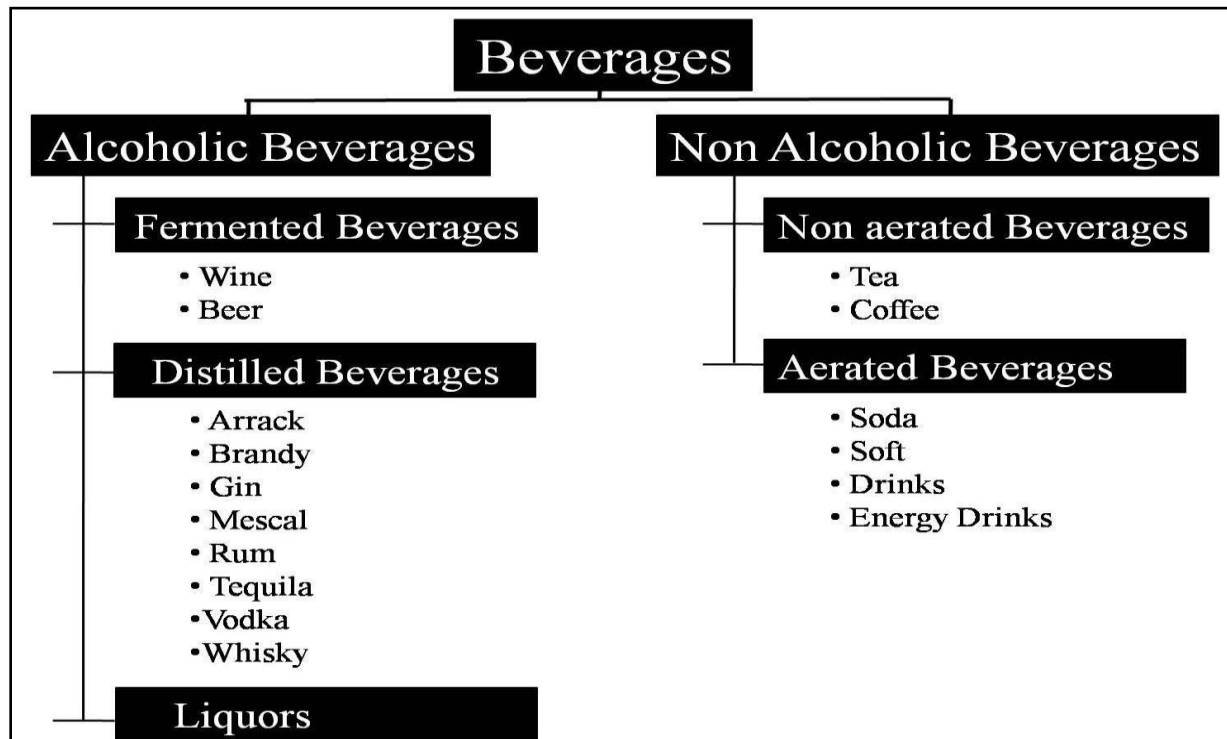 Beverages
Alcoholic Beverages
Fermented Beverages
• Wine
• Beer
Distilled Beverages
• Arrack
• Brandy
• Gin
• Mescal
• Rum
• Tequila
• Vodka
• Whisky
Liquors
Non Alcoholic Beverages
Non aerated Beverages
• Tea
• Coffee
Aerated Beverages
• Soda
• Soft
• Drinks
• Energy Drinks